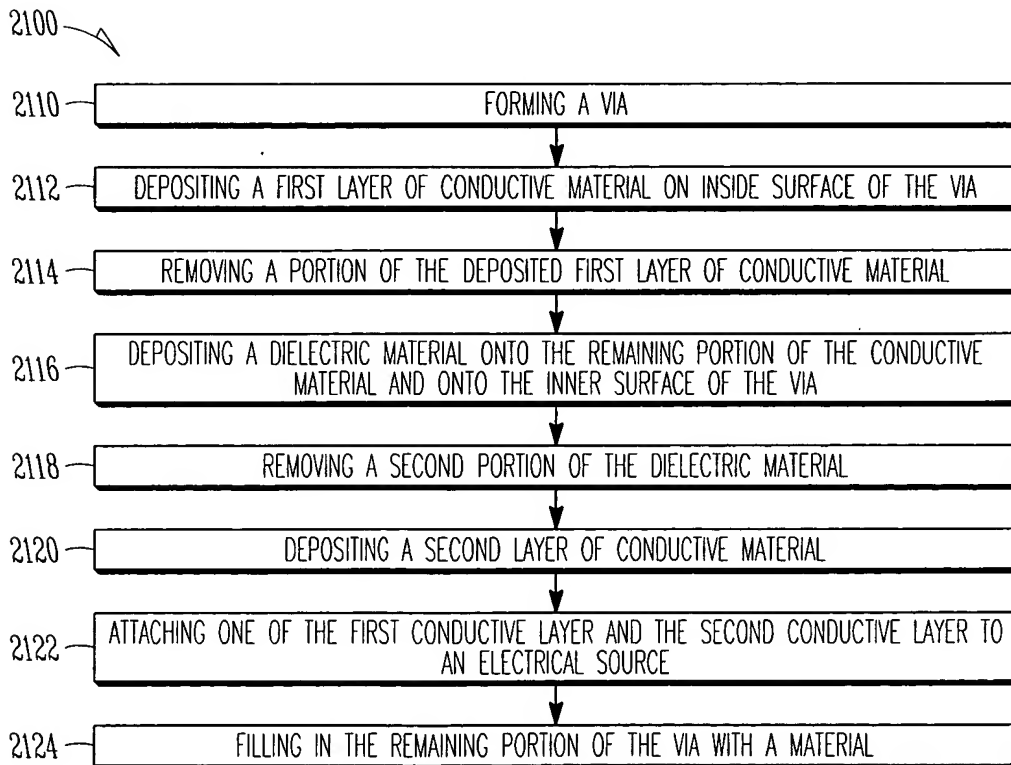 2100
2110 FORMING A VIA
2112 DEPOSITING A FIRST LAYER OF CONDUCTIVE MATERIAL ON INSIDE SURFACE OF THE VIA
2114 REMOVING A PORTION OF THE DEPOSITED FIRST LAYER OF CONDUCTIVE MATERIAL
2116 DEPOSITING A DIELECTRIC MATERIAL ONTO THE REMAINING PORTION OF THE CONDUCTIVE
MATERIAL AND ONTO THE INNER SURFACE OF THE VIA
2118 REMOVING A SECOND PORTION OF THE DIELECTRIC MATERIAL
2120 DEPOSITING A SECOND LAYER OF CONDUCTIVE MATERIAL
2122 ATTACHING ONE OF THE FIRST CONDUCTIVE LAYER AND THE SECOND CONDUCTIVE LAYER TO
AN ELECTRICAL SOURCE
2124 FILLING IN THE REMAINING PORTION OF THE VIA WITH A MATERIAL